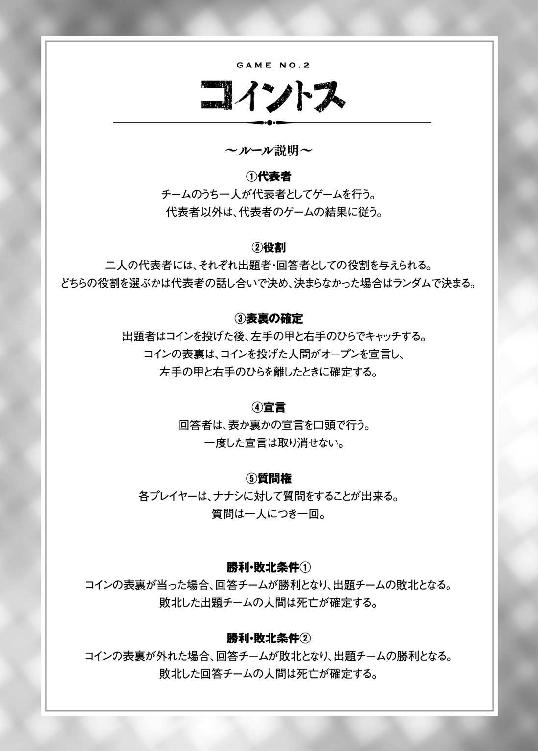 GAME NO.2
コイントス
～ルール説明～
①代表者
チームのうち一人が代表者としてゲームを行う。
代表者以外は、代表者のゲームの結果に従う。
②役割
二人の代表者には、それぞれ出題者・回答者としての役割を与えられる。
どちらの役割を選ぶかは代表者の話し合いで決め、決まらなかった場合はランダムで決まる。
③表裏の確定
出題者はコインを投げた後、左手の甲と右手のひらでキャッチする。
コインの表裏は、コインを投げた人間がオープンを宣言し、
左手の甲と右手のひらを離したときに確定する。
④宣言
回答者は、表か裏かの宣言を口頭で行う。
一度した宣言は取り消せない。
⑤質問権
各プレイヤーは、ナナシに対して質問をすることが出来る。
質問は一人につき一回。
勝利・敗北条件①
コインの表裏が当った場合、回答チームが勝利となり、出題チームの敗北となる。
敗北した出題チームの人間は死亡が確定する。
勝利・敗北条件②
コインの表裏が外れた場合、回答チームが敗北となり、出題チームの勝利となる。
敗北した回答チームの人間は死亡が確定する。